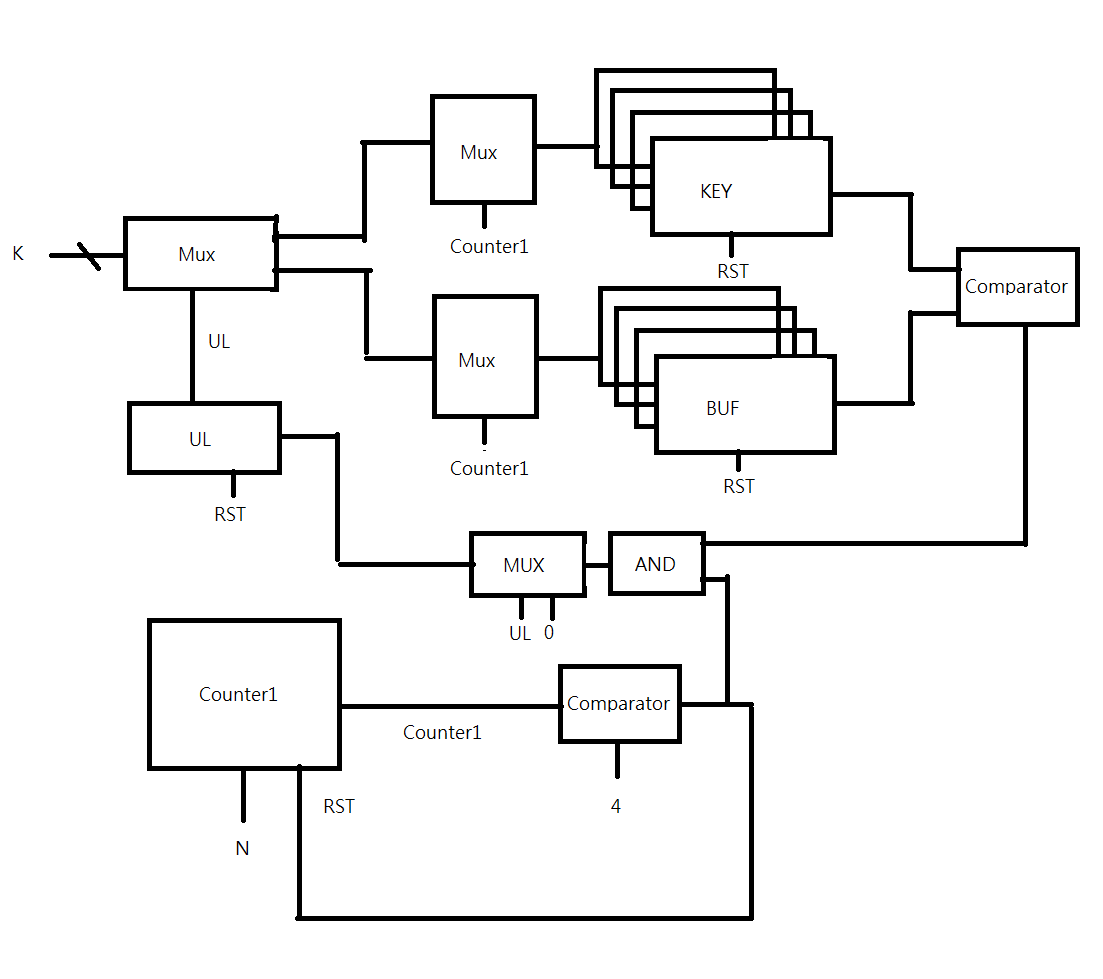 Mux
KEY
Counter1
K
Mux
RST
Comparator
UL
Mux
BUF
UL
Counter1
RST
RST
MUX
AND
UL 0
Counter1
Comparator
Counter1
RST
4
N